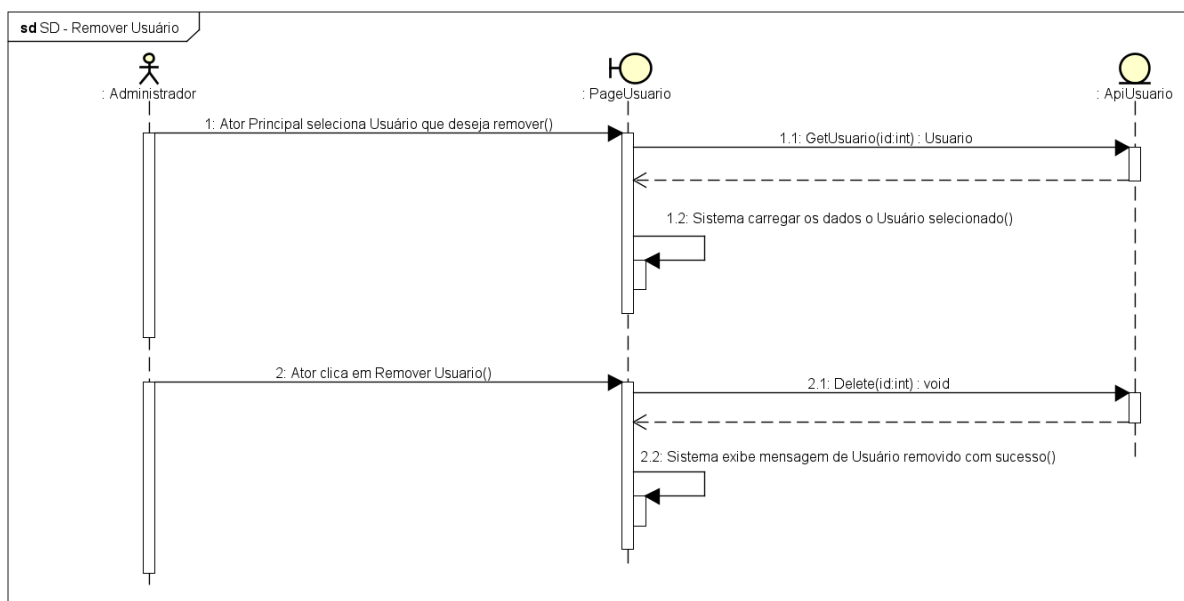 sd SD - Remover Usuário
: Administrador
: PageUsuario
: ApiUsuario
1: Ator Principal seleciona Usuário que deseja remover()
1.1: GetUsuario(id:int) : Usuario
1.2: Sistema carregar os dados o Usuário selecionado()
2: Ator clica em Remover Usuario()
2.1: Delete(id:int) : void
2.2: Sistema exibe mensagem de Usuário removido com sucesso()